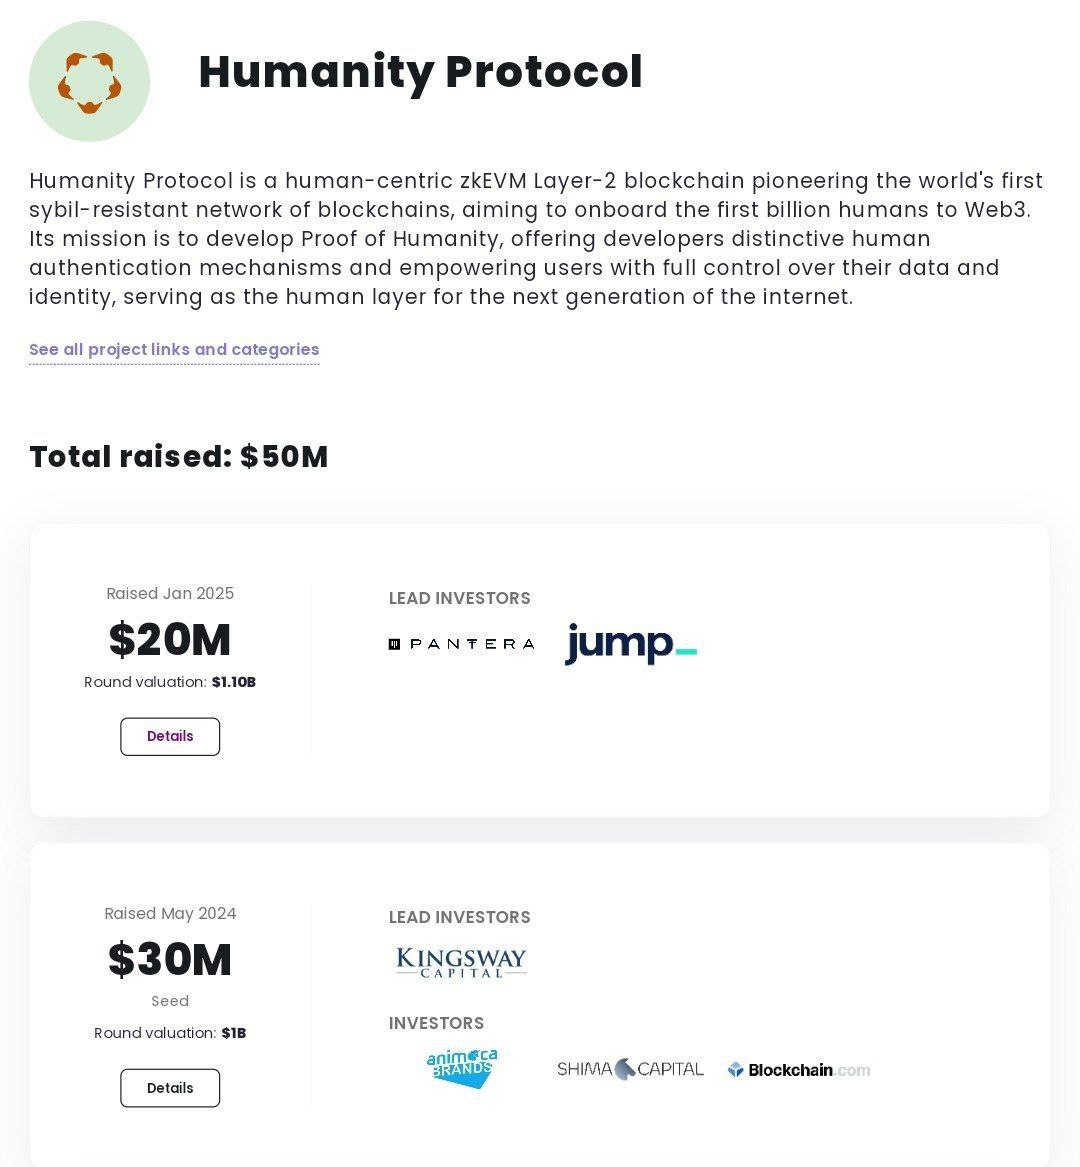 Humanity Protocol
Humanity Protocol is a human-centric zkEVM Layer-2 blockchain pioneering the world's first
sybil-resistant network of blockchains, aiming to onboard the first billion humans to Web3.
Its mission is to develop Proof of Humanity, offering developers distinctive human
authentication mechanisms and empowering users with full control over their data and
identity, serving as the human layer for the next generation of the internet.
See all project links and categories
Total raised: $50M
Raised Jan 2025
$20M
Round valuation: $1.10B
Details
LEAD INVESTORS
PANTERA
jump_
Raised May 2024
$30M
Seed
Round valuation: $1B
Details
LEAD INVESTORS
KINGSWAY
CAPITAL
INVESTORS
animoca
BRANDS
SHIMA CAPITAL
Blockchain.com